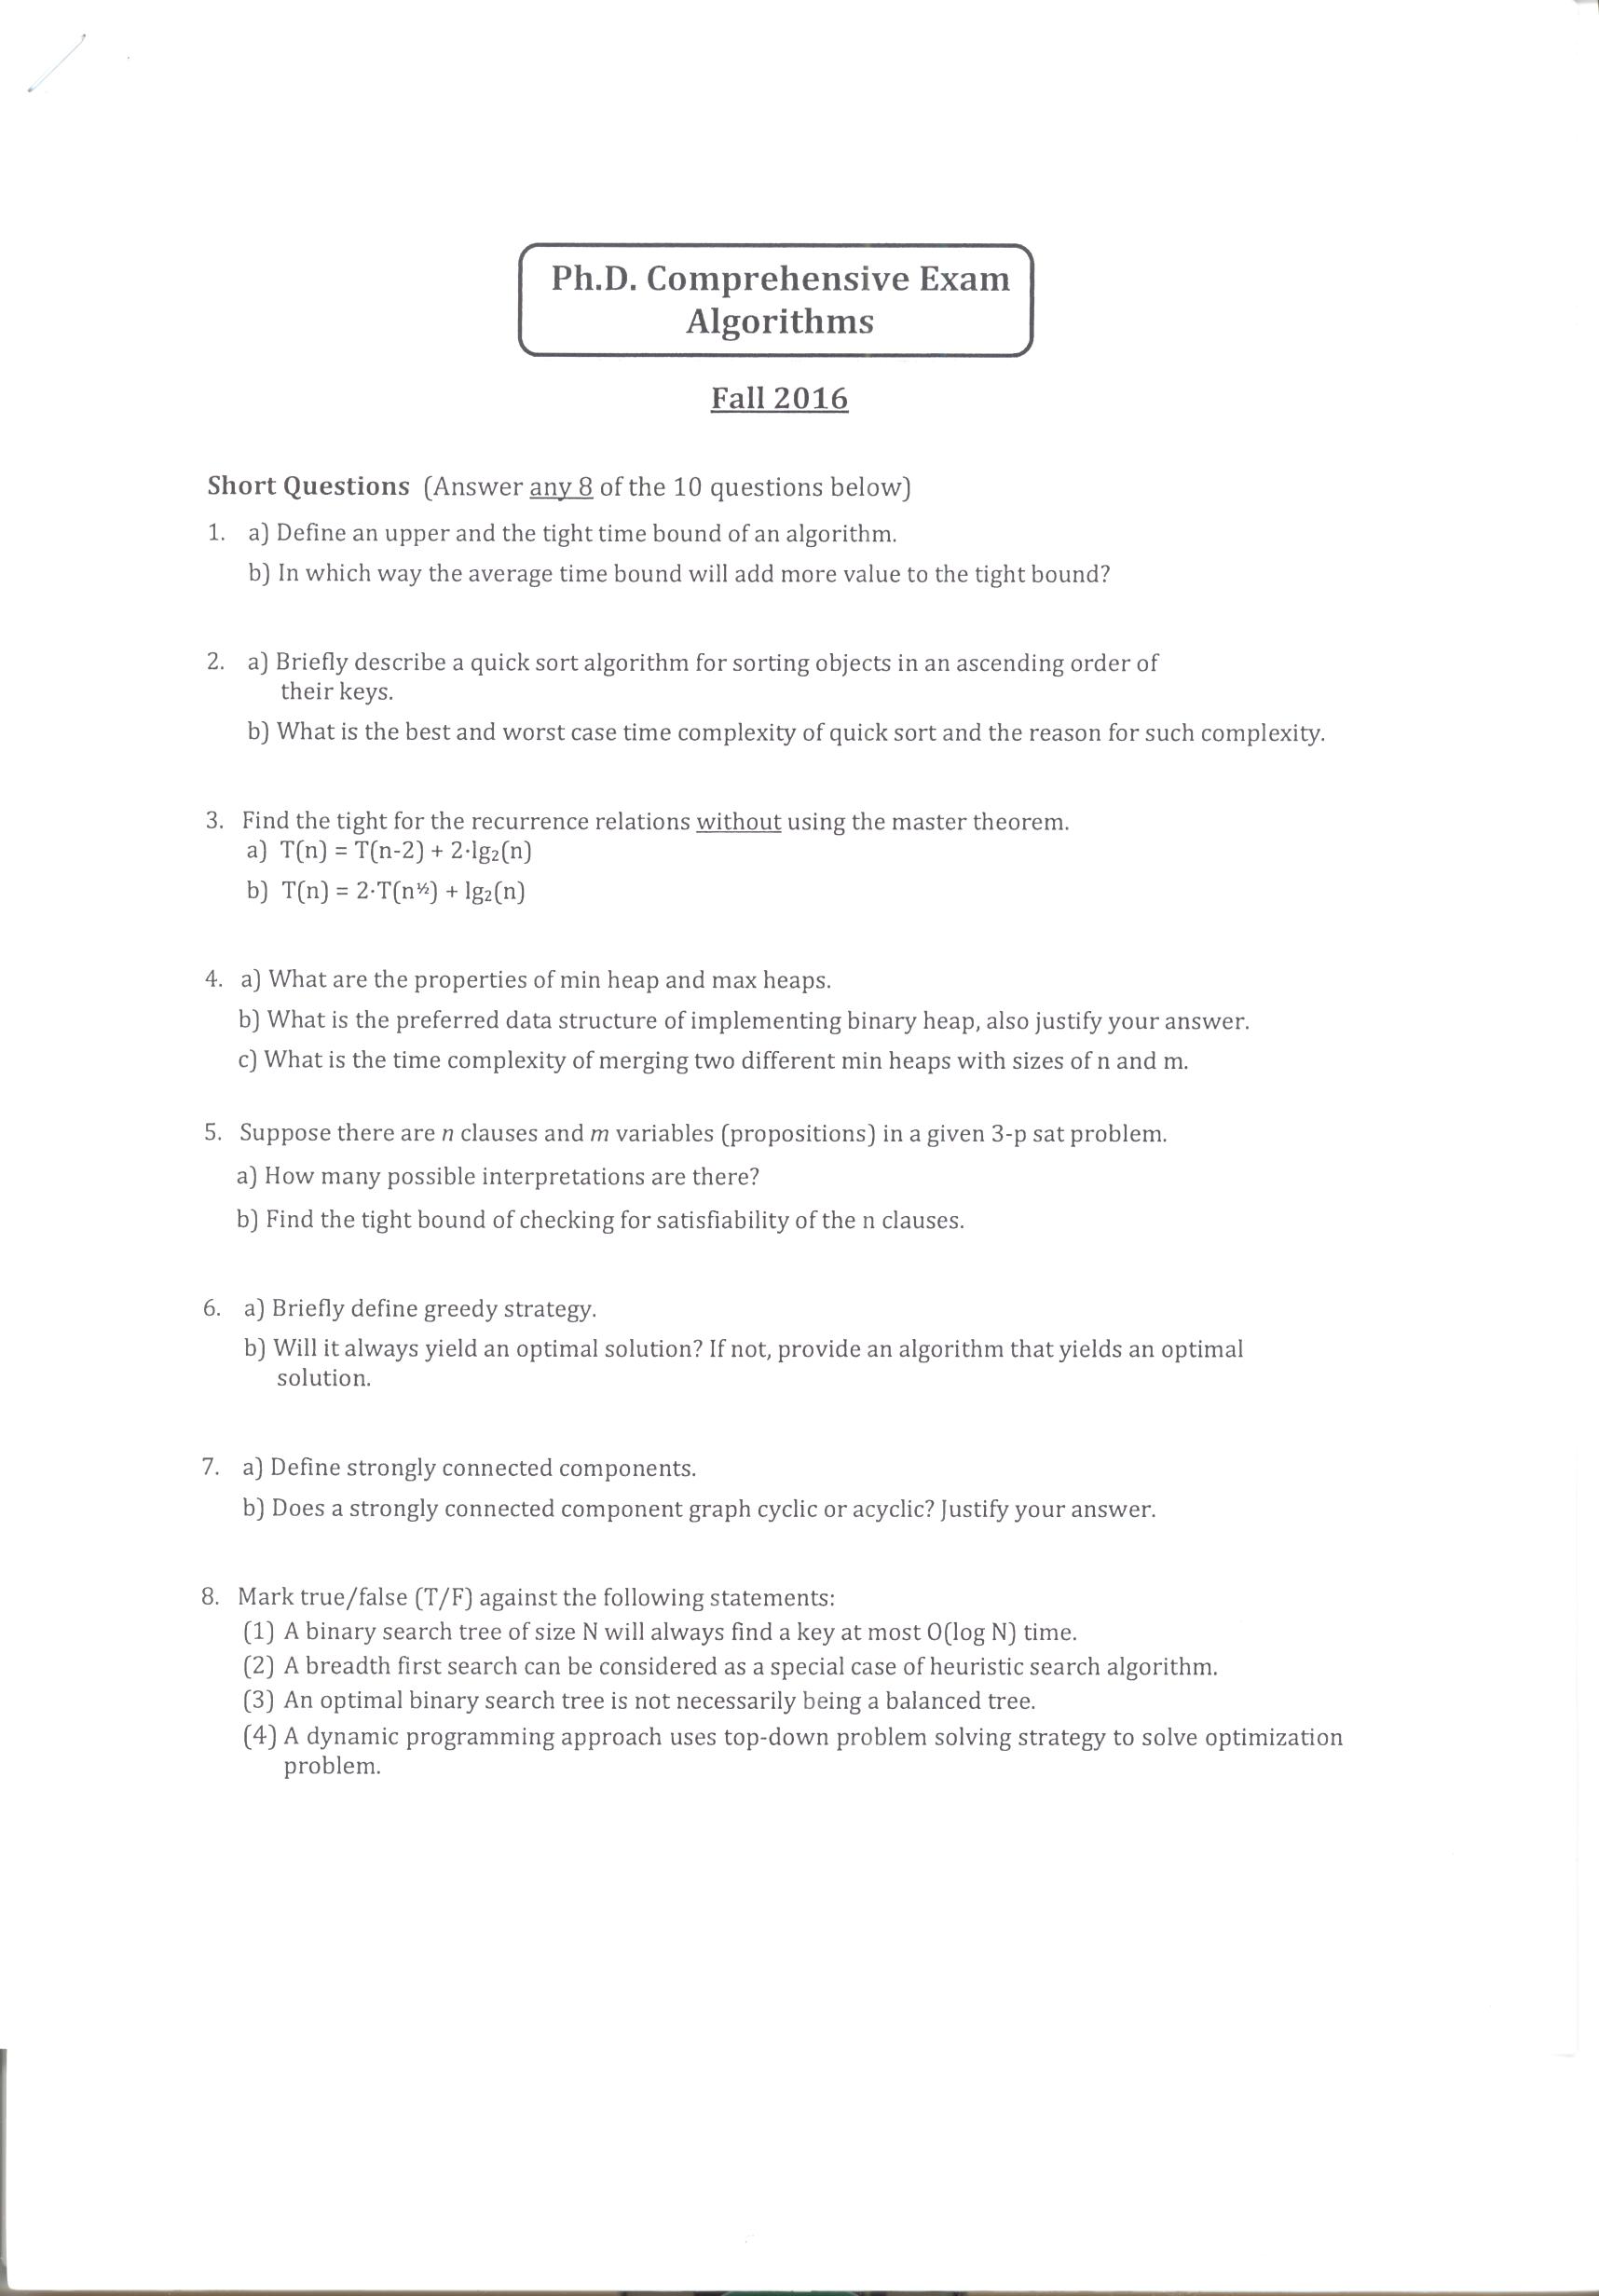 Ph.D. Comprehensive Exam
Algorithms
Fall 2016
Short Questions (Answer any 8 of the 10 questions below)
1. a) Define an upper and the tight time bound of an algorithm.
b) In which way the average time bound will add more value to the tight bound?
2. a) Briefly describe a quick sort algorithm for sorting objects in an ascending order of
their keys.
b) What is the best and worst case time complexity of quick sort and the reason for such complexity.
3. Find the tight for the recurrence relations without using the master theorem.
a) T(n) = T(n-2) + 2·lg₂(n)
b) T(n) = 2·T(n^½) + lg₂(n)
4. a) What are the properties of min heap and max heaps.
b) What is the preferred data structure of implementing binary heap, also justify your answer.
c) What is the time complexity of merging two different min heaps with sizes of n and m.
5. Suppose there are n clauses and m variables (propositions) in a given 3-p sat problem.
a) How many possible interpretations are there?
b) Find the tight bound of checking for satisfiability of the n clauses.
6. a) Briefly define greedy strategy.
b) Will it always yield an optimal solution? If not, provide an algorithm that yields an optimal
solution.
7. a) Define strongly connected components.
b) Does a strongly connected component graph cyclic or acyclic? Justify your answer.
8. Mark true/false (T/F) against the following statements:
(1) A binary search tree of size N will always find a key at most O(log N) time.
(2) A breadth first search can be considered as a special case of heuristic search algorithm.
(3) An optimal binary search tree is not necessarily being a balanced tree.
(4) A dynamic programming approach uses top-down problem solving strategy to solve optimization
problem.